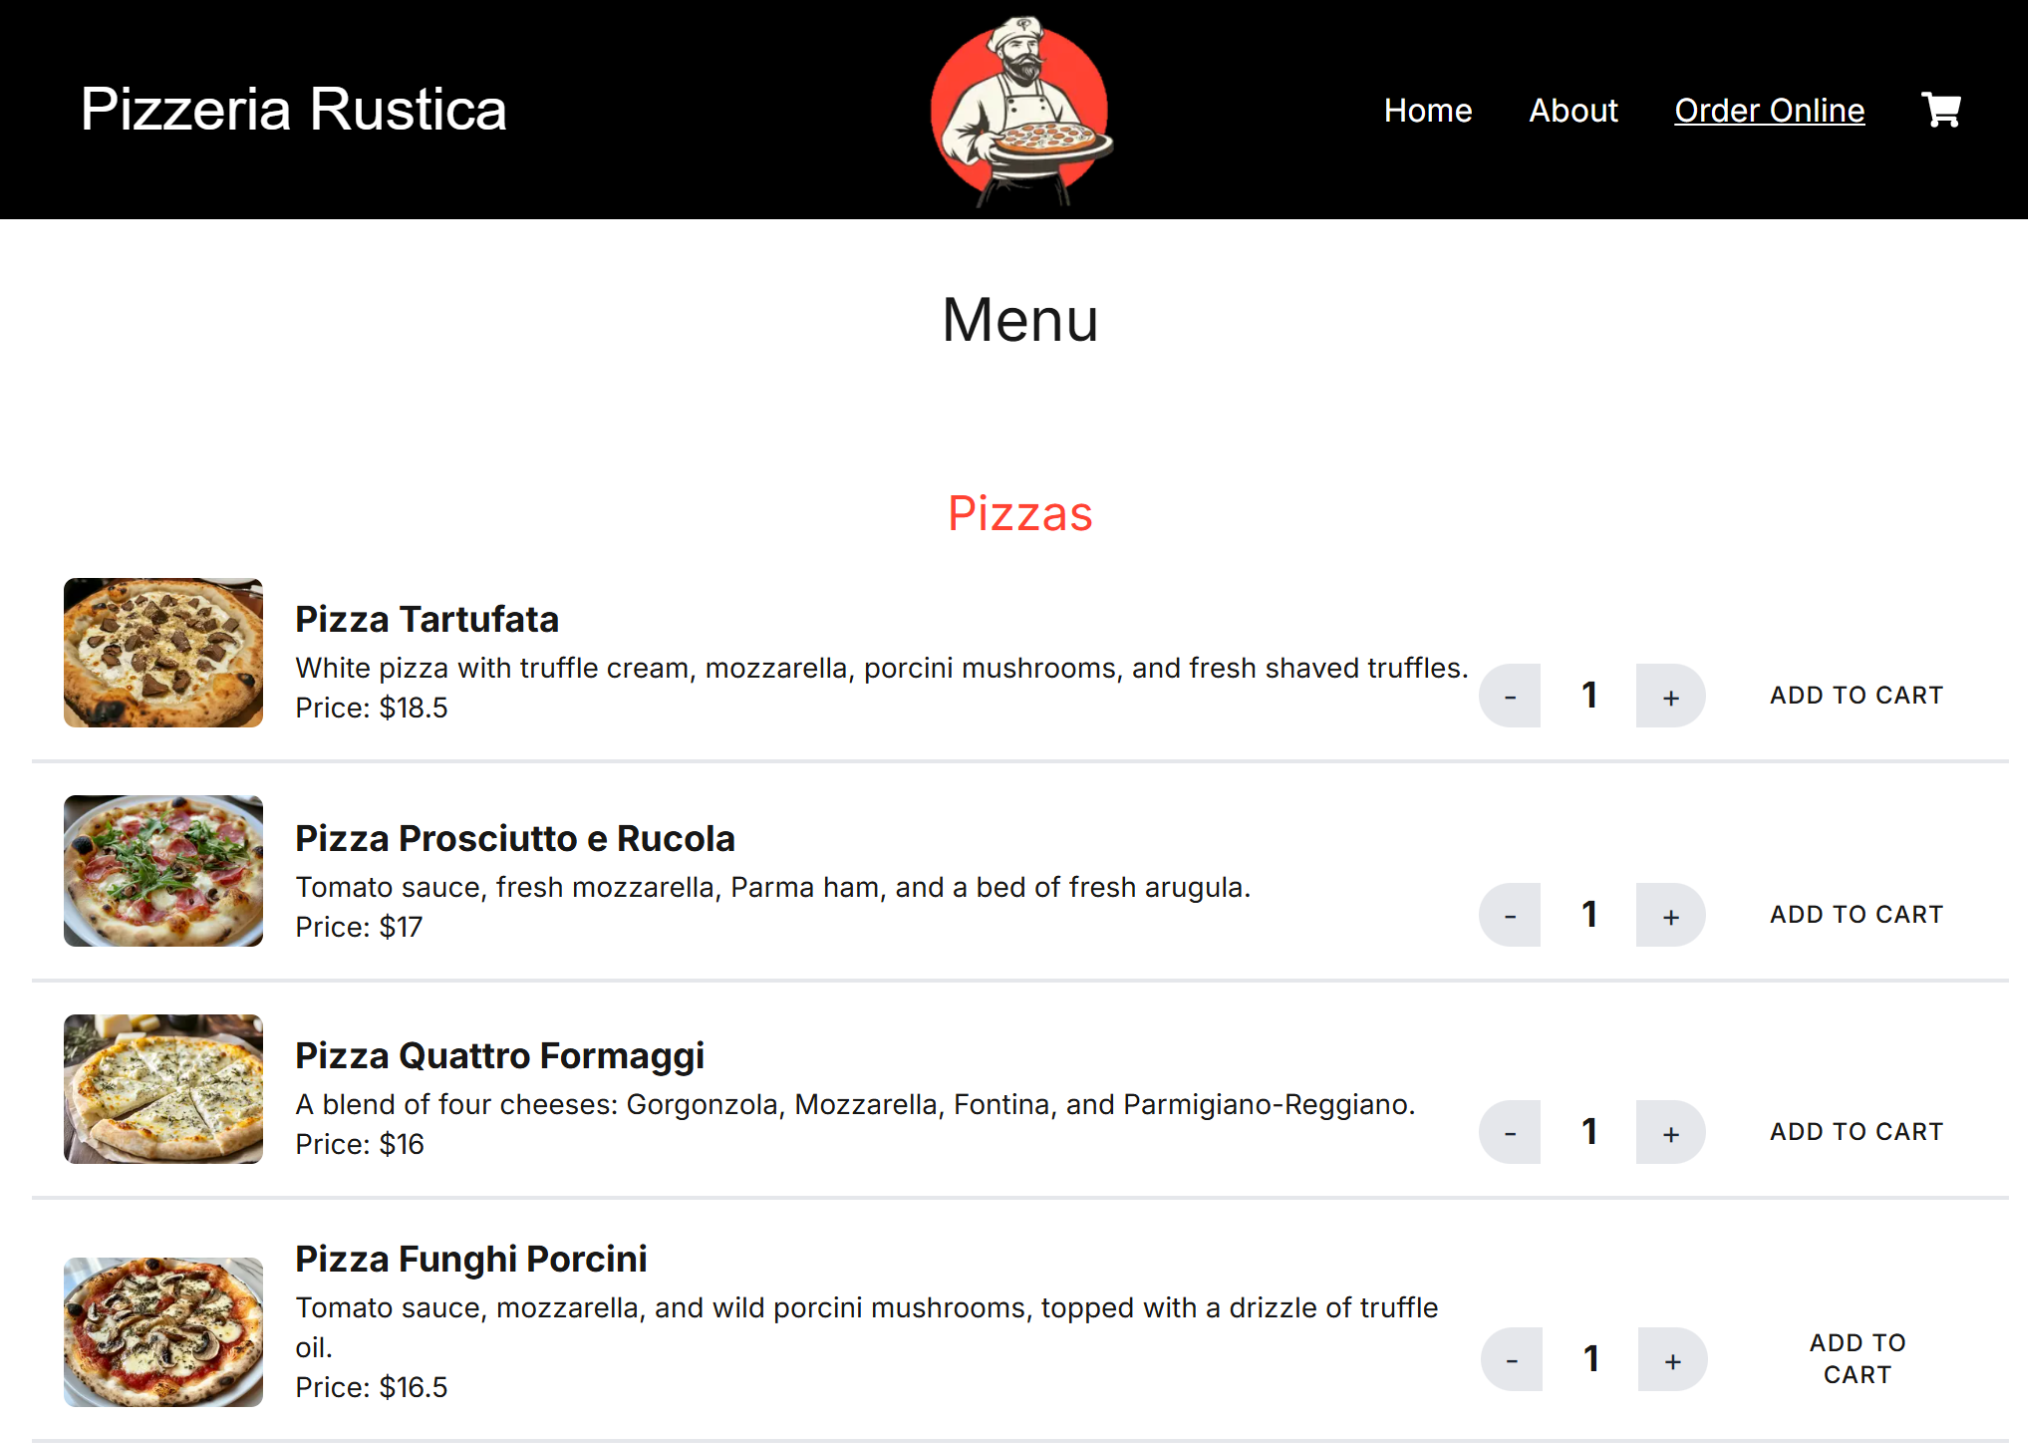 Pizzeria Rustica
Home About Order Online
Menu
Pizzas
Pizza Tartufata
White pizza with truffle cream, mozzarella, porcini mushrooms, and fresh shaved truffles.
Price: $18.5
- 1 + ADD TO CART
Pizza Prosciutto e Rucola
Tomato sauce, fresh mozzarella, Parma ham, and a bed of fresh arugula.
Price: $17
- 1 + ADD TO CART
Pizza Quattro Formaggi
A blend of four cheeses: Gorgonzola, Mozzarella, Fontina, and Parmigiano-Reggiano.
Price: $16
- 1 + ADD TO CART
Pizza Funghi Porcini
Tomato sauce, mozzarella, and wild porcini mushrooms, topped with a drizzle of truffle
oil.
Price: $16.5
- 1 + ADD TO
CART